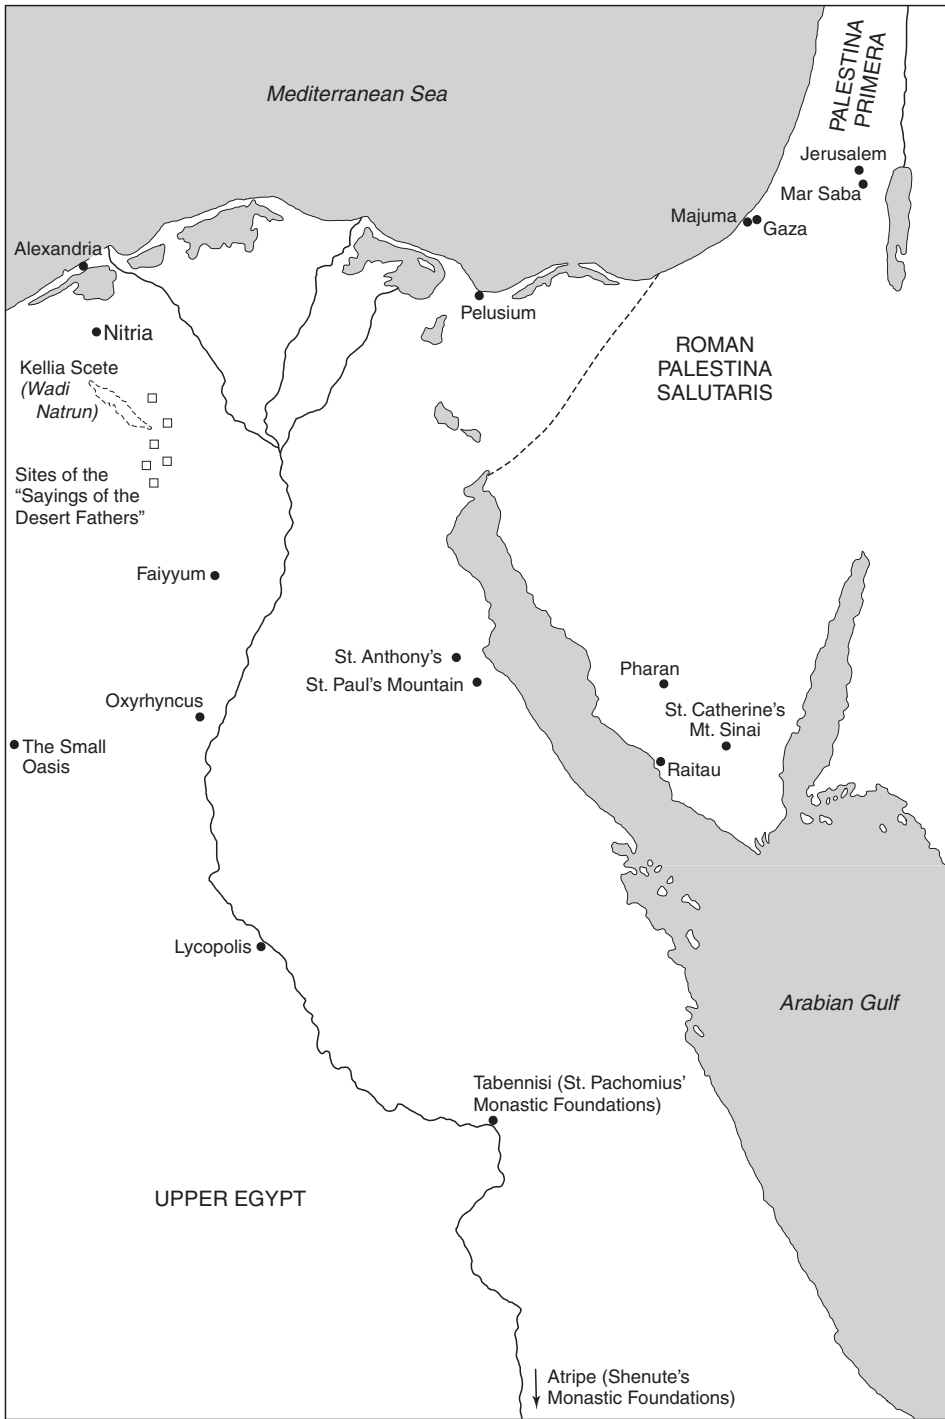 Mediterranean Sea
PALESTINA
PRIMERA
Jerusalem
Mar Saba
Majuma
Gaza
Alexandria
Pelusium
Nitria
ROMAN
PALESTINA
SALUTARIS
Kellia Scete
(Wadi
Natrun)
Sites of the
“Sayings of the
Desert Fathers”
Faiyyum
St. Anthony’s
St. Paul’s Mountain
Pharan
St. Catherine’s
Mt. Sinai
Raitau
Oxyrhyncus
The Small
Oasis
Lycopolis
Arabian Gulf
Tabennisi (St. Pachomius’
Monastic Foundations)
UPPER EGYPT
Atripe (Shenute’s
Monastic Foundations)